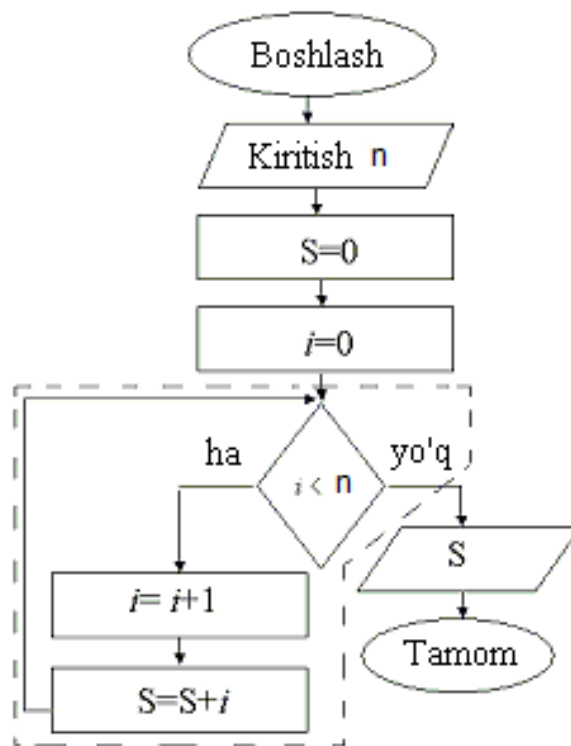 Boshlash
Kiritish n
S=0
i=0
ha
i < n
yo'q
i= i+1
S=S+i
S
Tamom